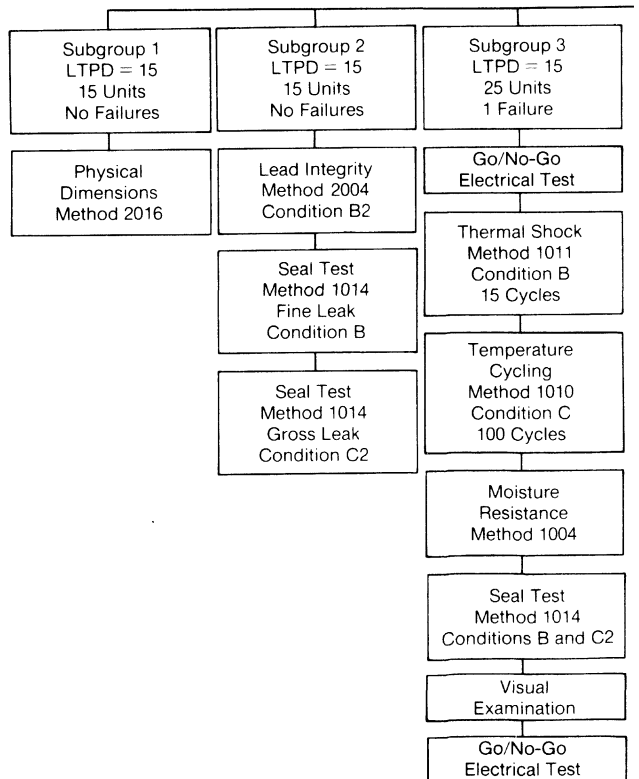 Subgroup 1
LTPD = 15
15 Units
No Failures
Physical
Dimensions
Method 2016
Subgroup 2
LTPD = 15
15 Units
No Failures
Lead Integrity
Method 2004
Condition B2
Seal Test
Method 1014
Fine Leak
Condition B
Seal Test
Method 1014
Gross Leak
Condition C2
Subgroup 3
LTPD = 15
25 Units
1 Failure
Go/No-Go
Electrical Test
Thermal Shock
Method 1011
Condition B
15 Cycles
Temperature
Cycling
Method 1010
Condition C
100 Cycles
Moisture
Resistance
Method 1004
Seal Test
Method 1014
Conditions B and C2
Visual
Examination
Go/No-Go
Electrical Test